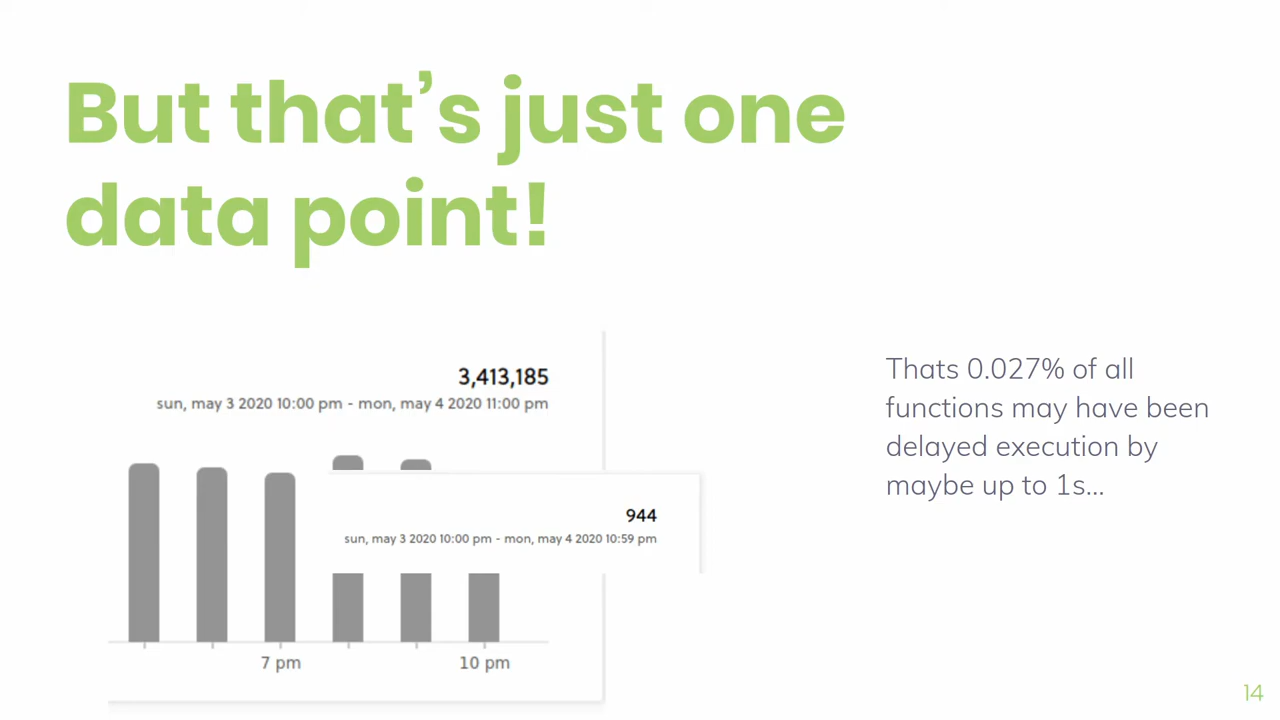 But that’s just one
data point!
3,413,185
sun, may 3 2020 10:00 pm - mon, may 4 2020 11:00 pm
944
sun, may 3 2020 10:00 pm - mon, may 4 2020 10:59 pm
7 pm
10 pm
Thats 0.027% of all
functions may have been
delayed execution by
maybe up to 1s...
14